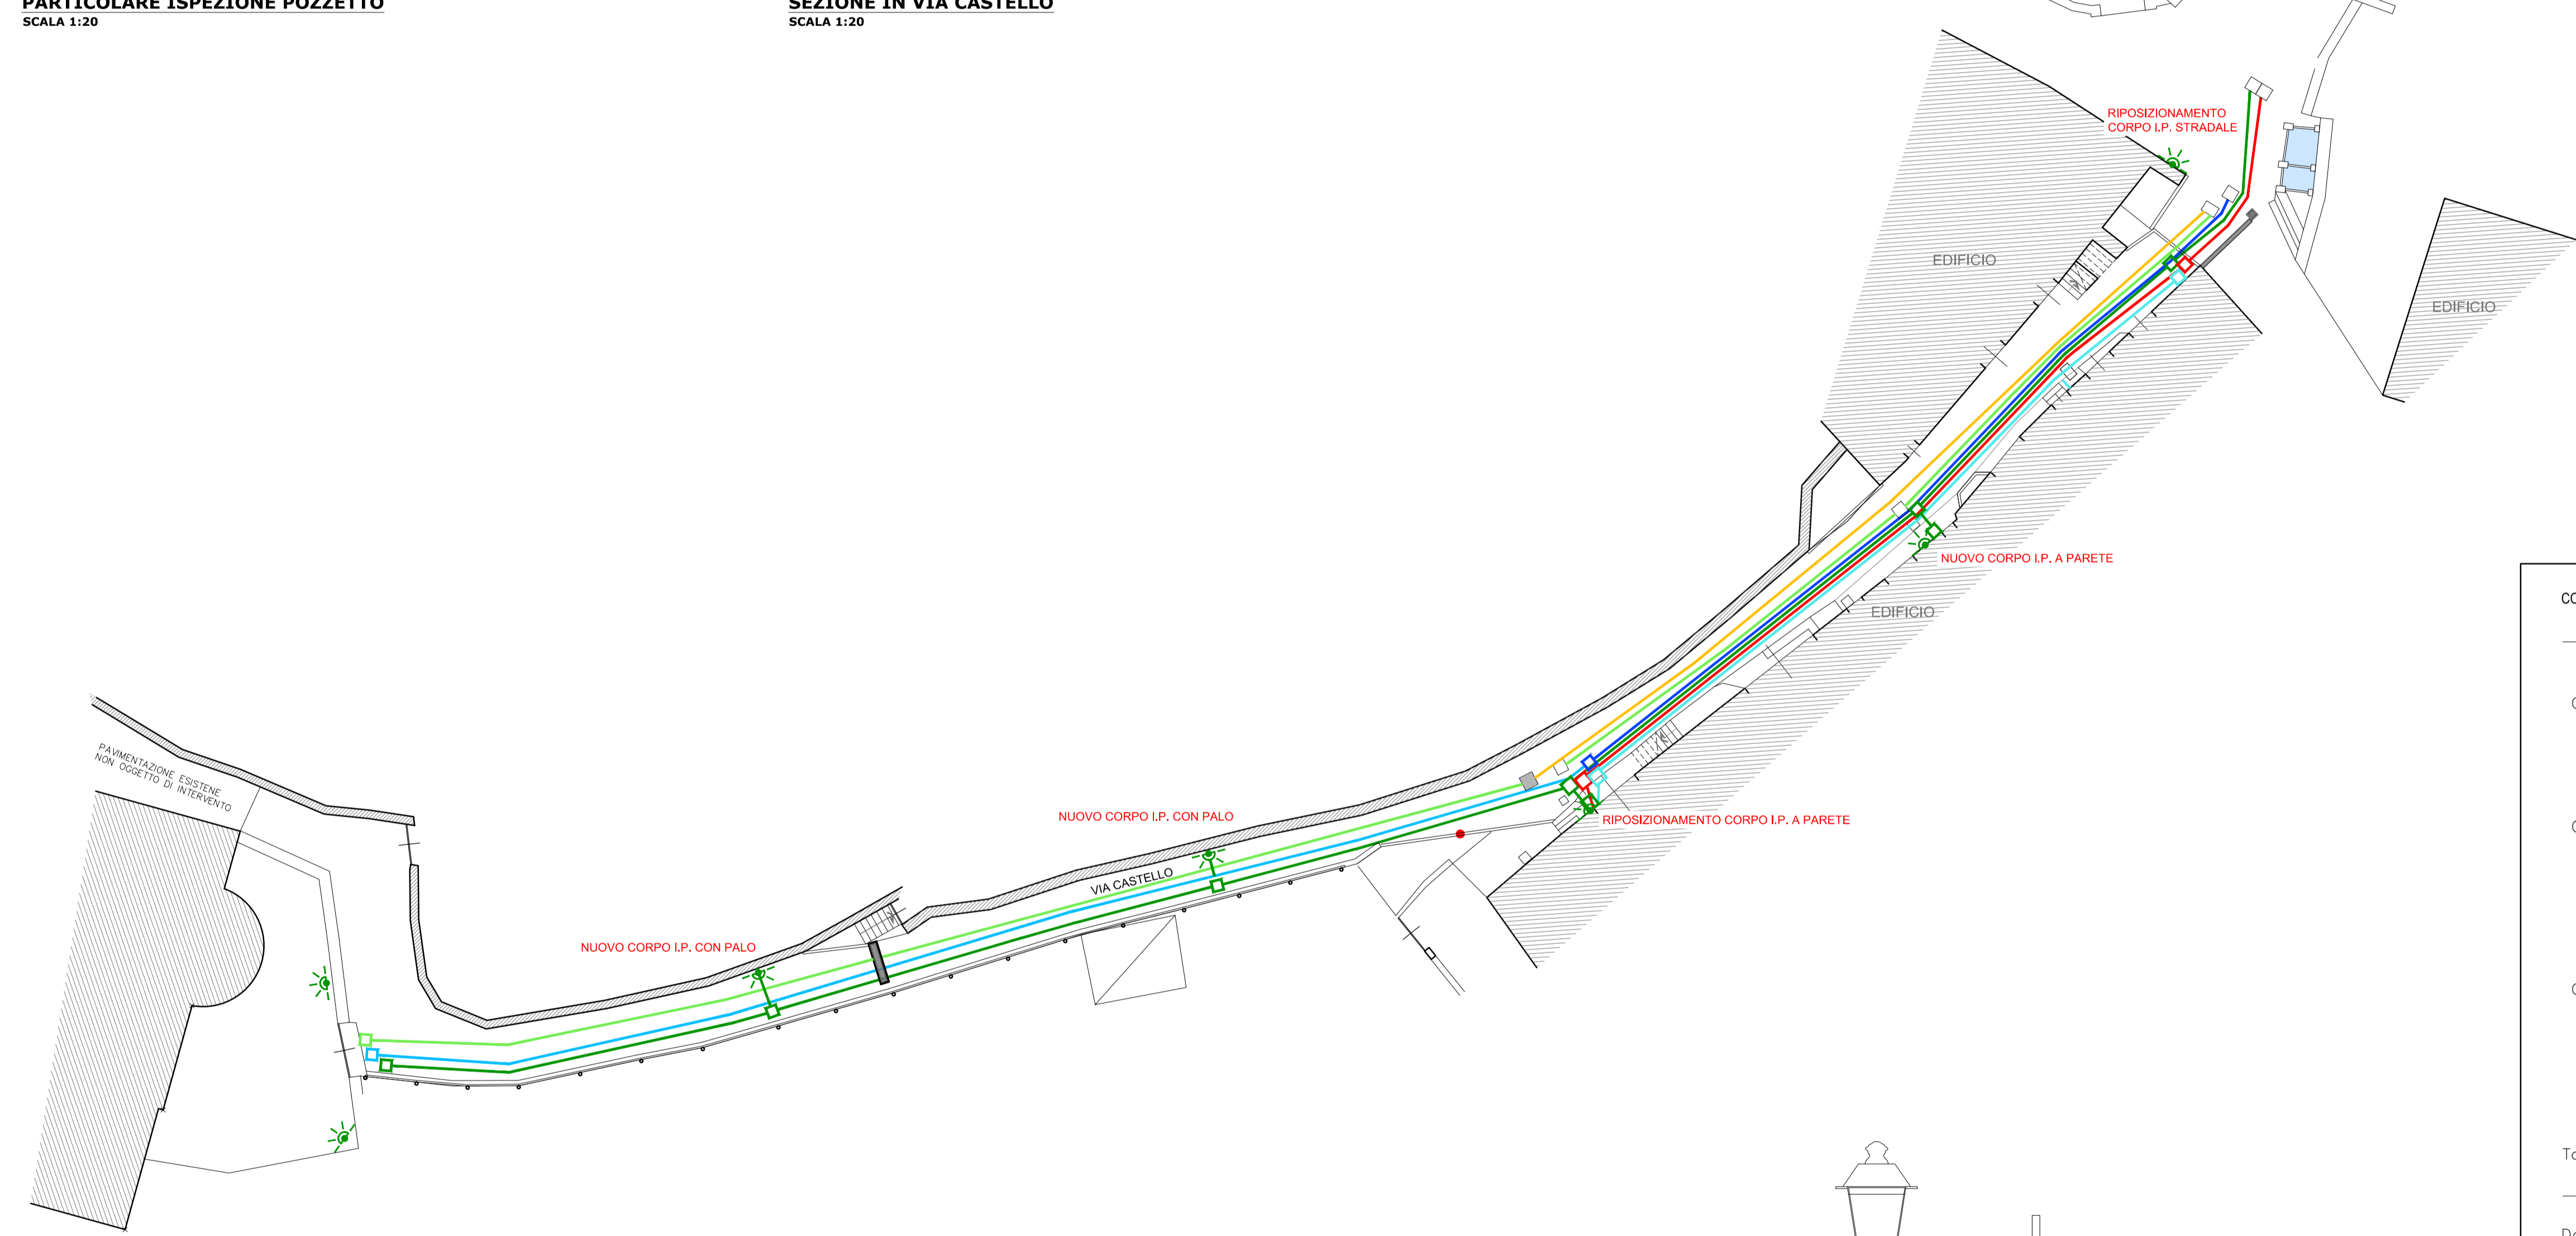 PARTICOLARE ISPEZIONE POZZETTO
SCALA 1:20
SEZIONE IN VIA CASTELLO
SCALA 1:20
RIPOSIZIONAMENTO
CORPO I.P. STRADALE
EDIFICIO
EDIFICIO
NUOVO CORPO I.P. A PARETE
EDIFICIO
PAVIMENTAZIONE ESISTENE
NON OGGETTO DI INTERVENTO
NUOVO CORPO I.P. CON PALO
RIPOSIZIONAMENTO CORPO I.P. A PARETE
VIA CASTELLO
NUOVO CORPO I.P. CON PALO